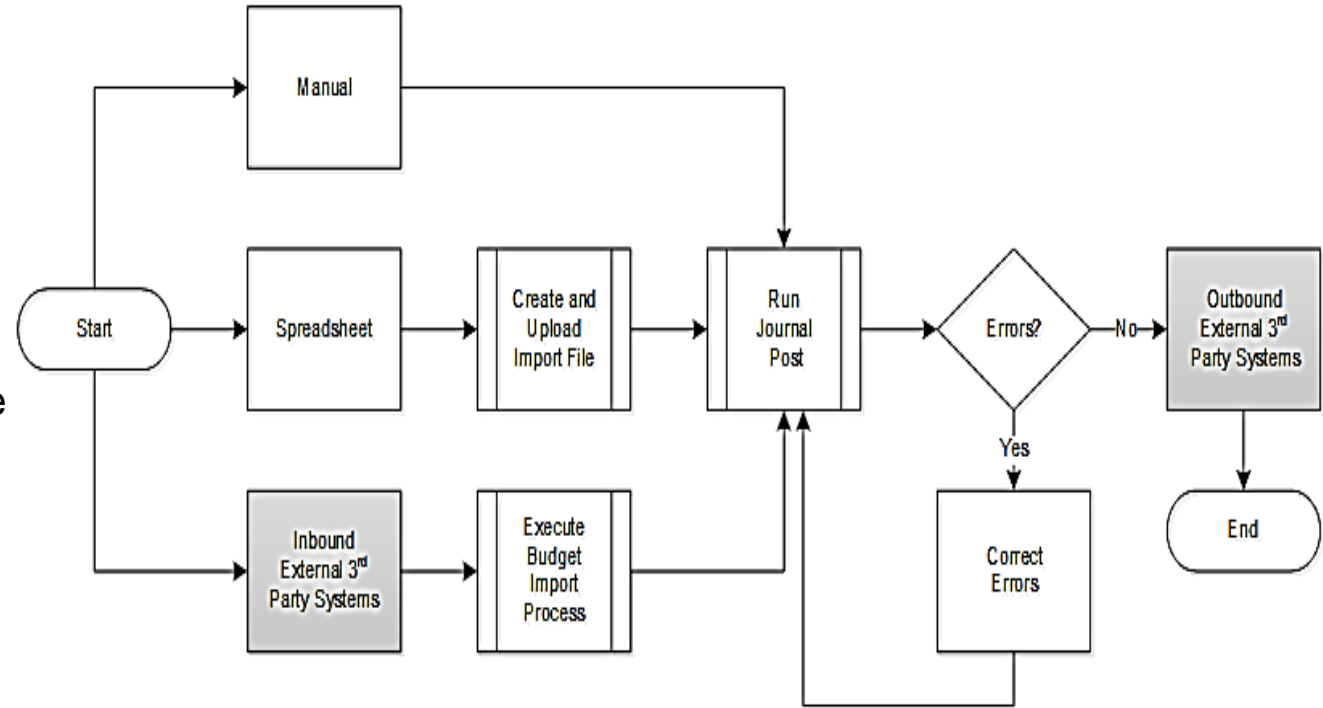 Manual
Start
Spreadsheet
Create and
Upload
Import File
Run
Journal
Post
Errors?
No
Outbound
External 3rd
Party Systems
e
Yes
Inbound
External 3rd
Party Systems
Execute
Budget
Import
Process
Correct
Errors
End